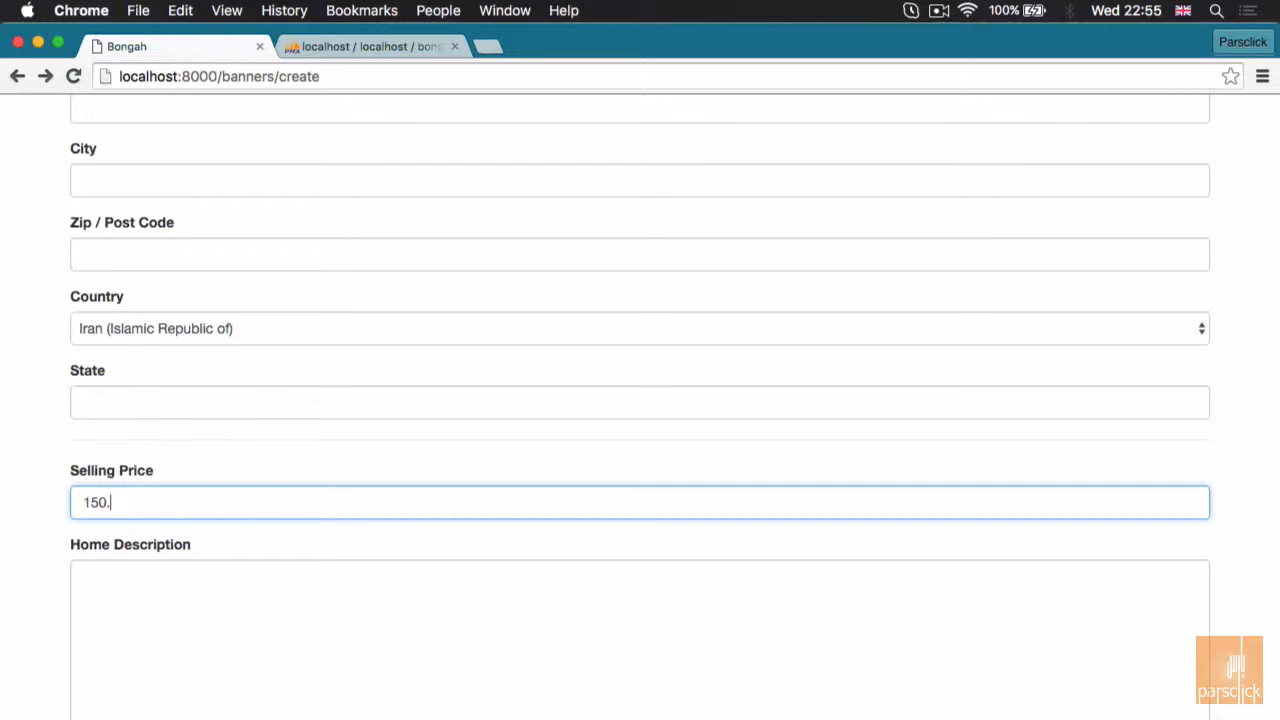 Chrome File Edit View History Bookmarks People Window Help 100% Wed 22:55
Bongah localhost / localhost / bong Parsclick
localhost:8000/banners/create
City
Zip / Post Code
Country
Iran (Islamic Republic of)
State
Selling Price
150.
Home Description
parsclick